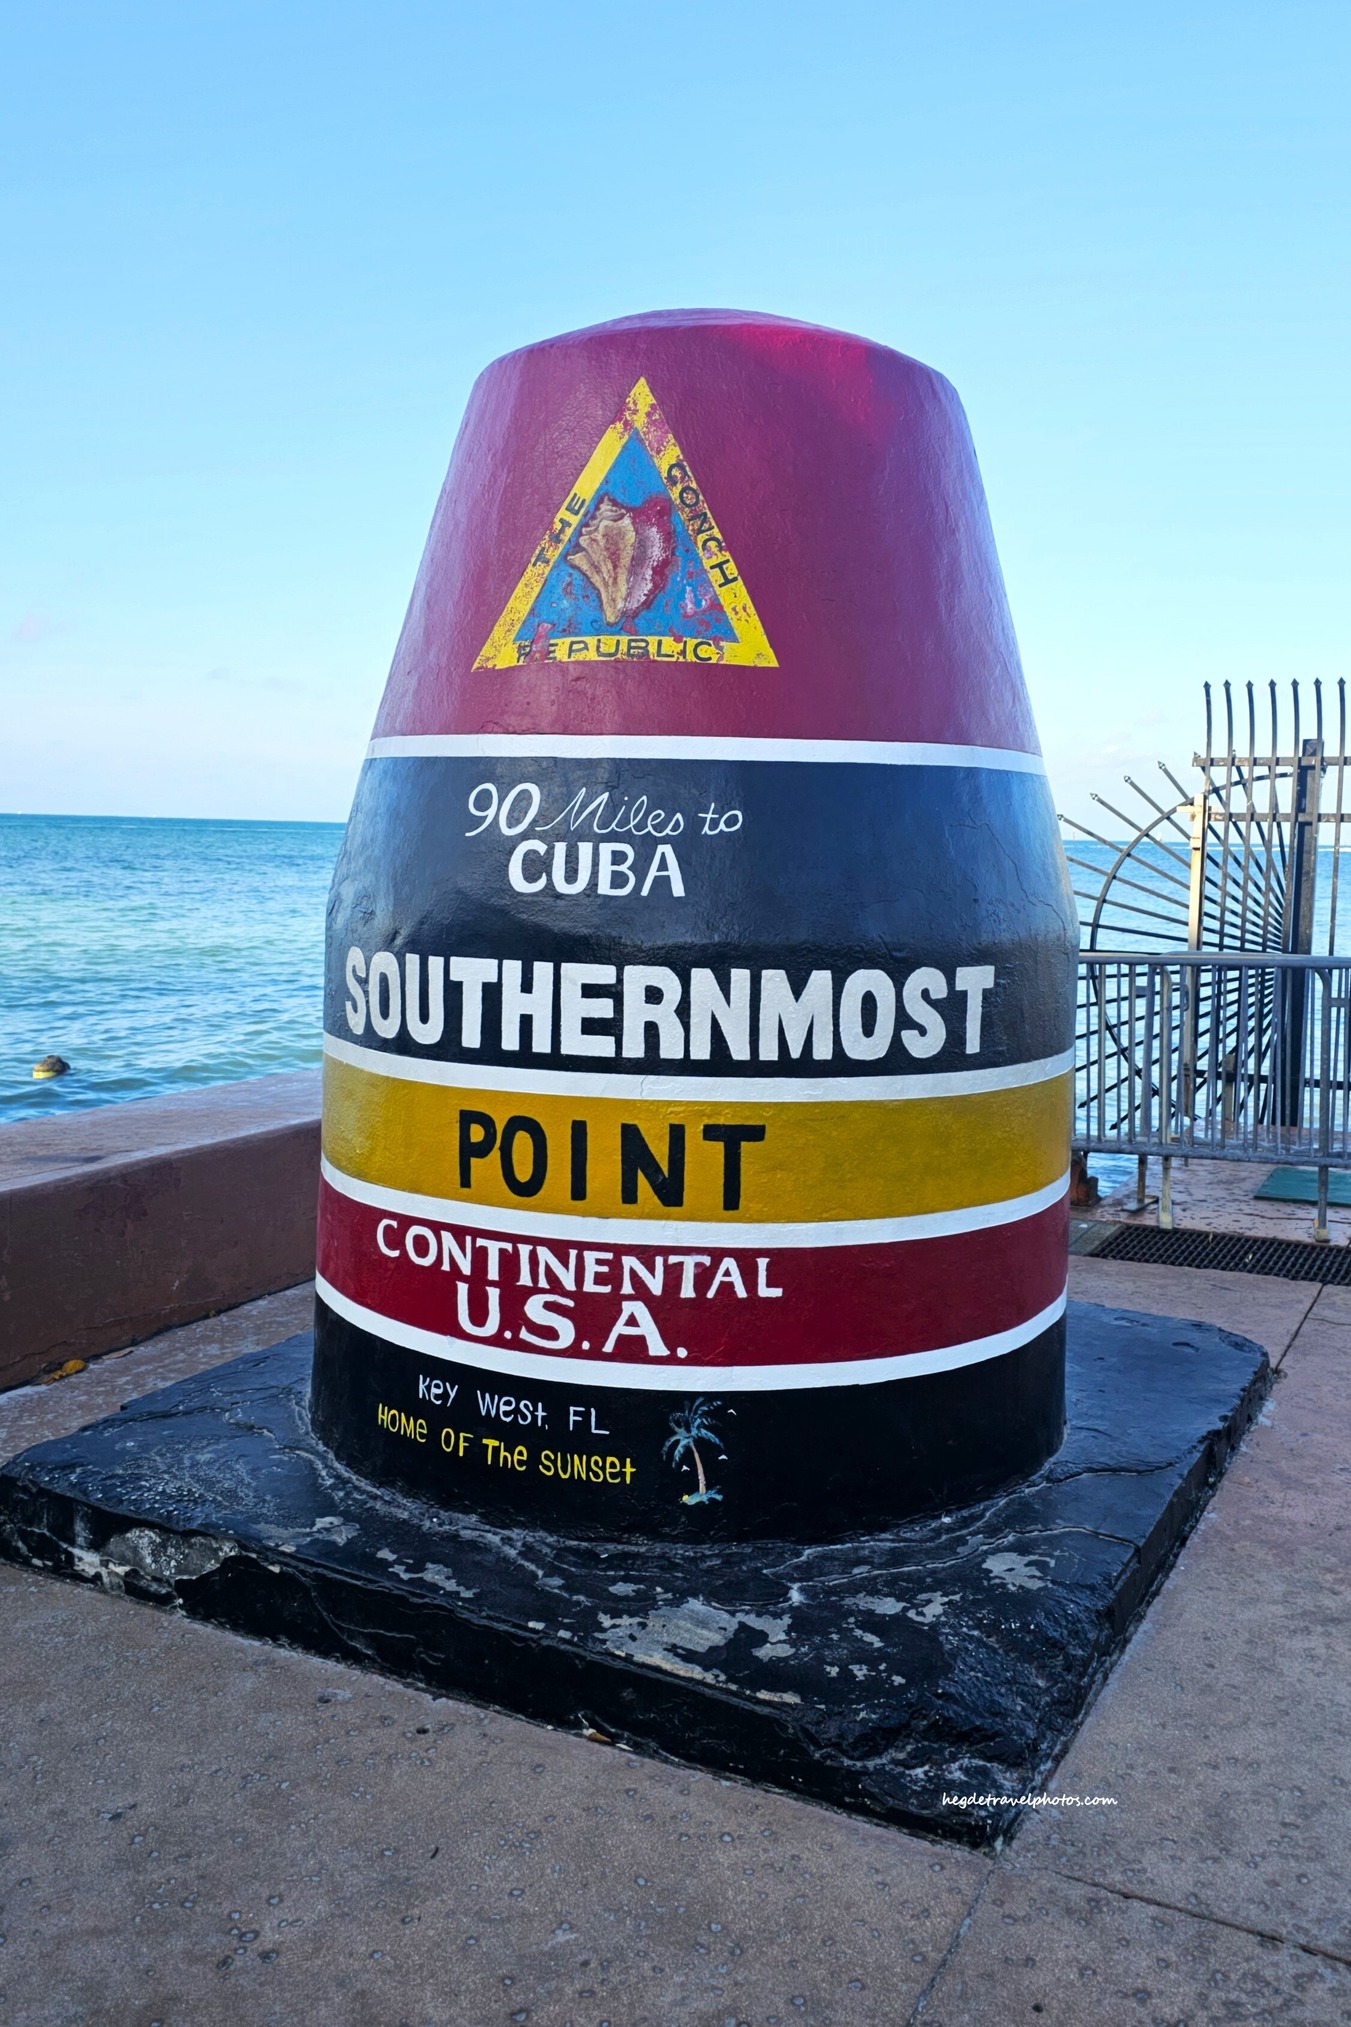 THE CONCH
REPUBLIC
90 Miles to
CUBA
SOUTHERNMOST
POINT
CONTINENTAL
U.S.A.
Key West, FL
HOME OF The SUNSet
hegdetravelphotos.com